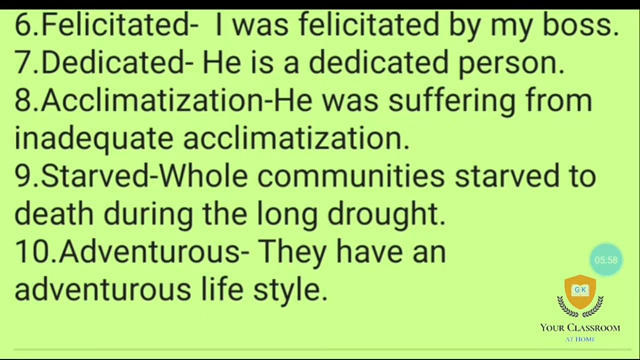 6.Felicitated- I was felicitated by my boss.
7.Dedicated- He is a dedicated person.
8.Acclimatization-He was suffering from
inadequate acclimatization.
9.Starved-Whole communities starved to
death during the long drought.
10.Adventurous- They have an
adventurous life style.
05:58
G K
YOUR CLASSROOM
AT HOME